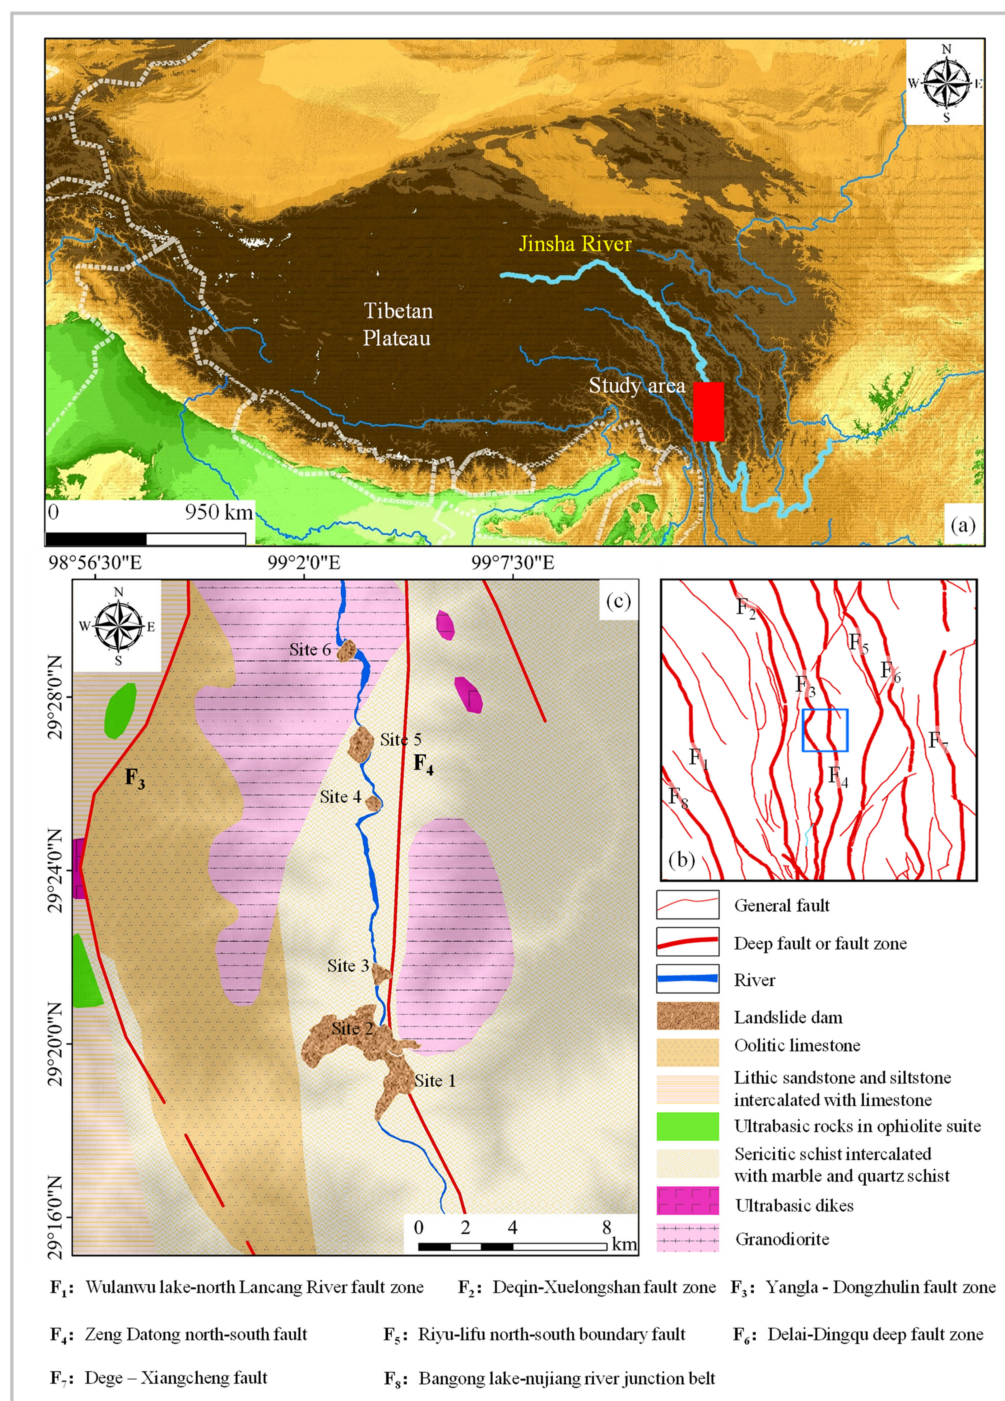 N
W E
S
Jinsha River
Tibetan
Plateau
Study area
0 950 km
(a)
98°56'30"E 99°2'0"E 99°7'30"E
N
W E
S
(c)
Site 6
Site 5
Site 4
Site 3
Site 2
Site 1
F3
F4
29°28'0"N
29°24'0"N
29°20'0"N
29°16'0"N
0 2 4 8
km
F2
F5
F3
F6
F7
F1
F4
F8
(b)
General fault
Deep fault or fault zone
River
Landslide dam
Oolitic limestone
Lithic sandstone and siltstone
intercalated with limestone
Ultrabasic rocks in ophiolite suite
Sericitic schist intercalated
with marble and quartz schist
Ultrabasic dikes
Granodiorite
F1: Wulanwu lake-north Lancang River fault zone F2: Deqin-Xuelongshan fault zone F3: Yangla - Dongzhulin fault zone
F4: Zeng Datong north-south fault F5: Riyu-lifu north-south boundary fault F6: Delai-Dingqu deep fault zone
F7: Dege – Xiangcheng fault F8: Bangong lake-nujiang river junction belt